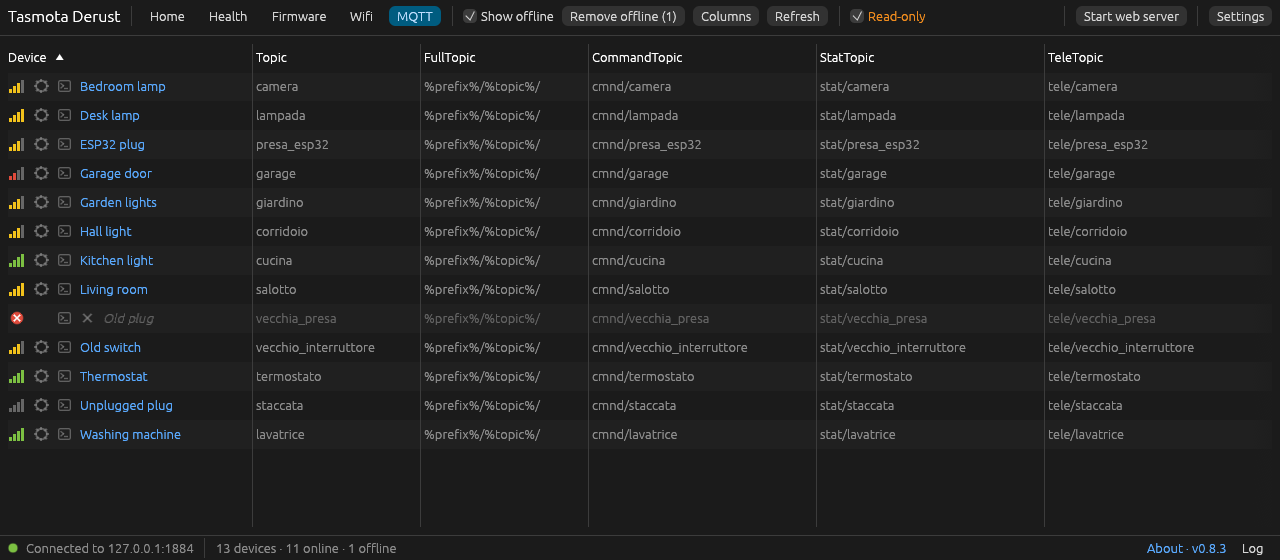 Tasmota Derust Home Health Firmware Wifi MQTT Show offline Remove offline (1) Columns Refresh Read-only Start web server Settings
Device ▲ Topic FullTopic CommandTopic StatTopic TeleTopic
Bedroom lamp camera %prefix%/%topic%/ cmnd/camera stat/camera tele/camera
Desk lamp lampada %prefix%/%topic%/ cmnd/lampada stat/lampada tele/lampada
ESP32 plug presa_esp32 %prefix%/%topic%/ cmnd/presa_esp32 stat/presa_esp32 tele/presa_esp32
Garage door garage %prefix%/%topic%/ cmnd/garage stat/garage tele/garage
Garden lights giardino %prefix%/%topic%/ cmnd/giardino stat/giardino tele/giardino
Hall light corridoio %prefix%/%topic%/ cmnd/corridoio stat/corridoio tele/corridoio
Kitchen light cucina %prefix%/%topic%/ cmnd/cucina stat/cucina tele/cucina
Living room salotto %prefix%/%topic%/ cmnd/salotto stat/salotto tele/salotto
Old plug vecchia_presa %prefix%/%topic%/ cmnd/vecchia_presa stat/vecchia_presa tele/vecchia_presa
Old switch vecchio_interruttore %prefix%/%topic%/ cmnd/vecchio_interruttore stat/vecchio_interruttore tele/vecchio_interruttore
Thermostat termostato %prefix%/%topic%/ cmnd/termostato stat/termostato tele/termostato
Unplugged plug staccata %prefix%/%topic%/ cmnd/staccata stat/staccata tele/staccata
Washing machine lavatrice %prefix%/%topic%/ cmnd/lavatrice stat/lavatrice tele/lavatrice
Connected to 127.0.0.1:1884 13 devices · 11 online · 1 offline About · v0.8.3 Log